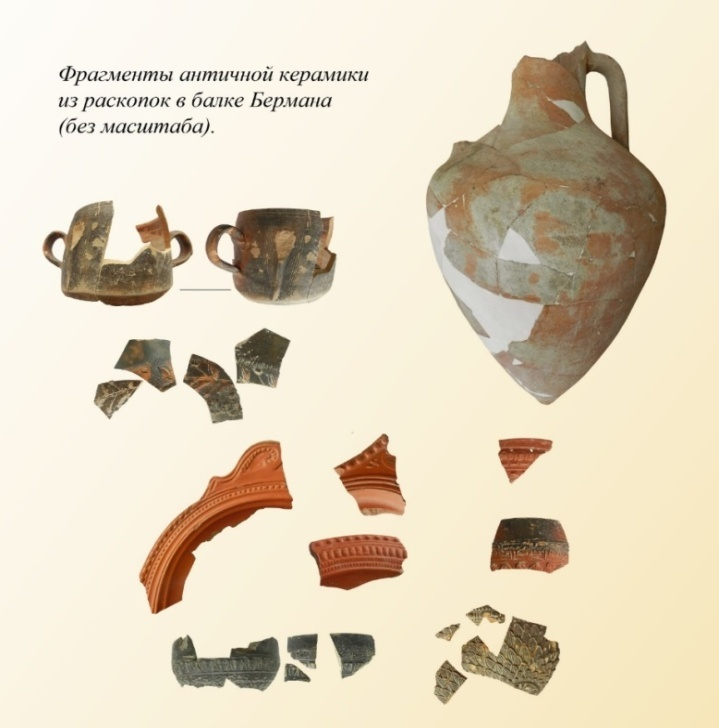 Фрагменты античной керамики
из раскопок в балке Бермана
(без масштаба).